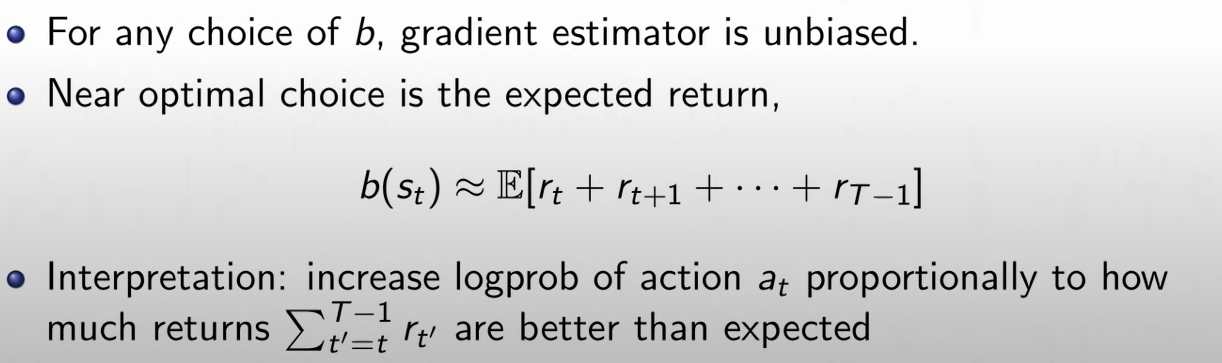 For any choice of b, gradient estimator is unbiased.
Near optimal choice is the expected return,
b(s_t) ≈ 𝔼[r_t + r_{t+1} + ⋯ + r_{T−1}]
Interpretation: increase logprob of action a_t proportionally to how
much returns ∑_{t'=t}^{T−1} r_{t'} are better than expected